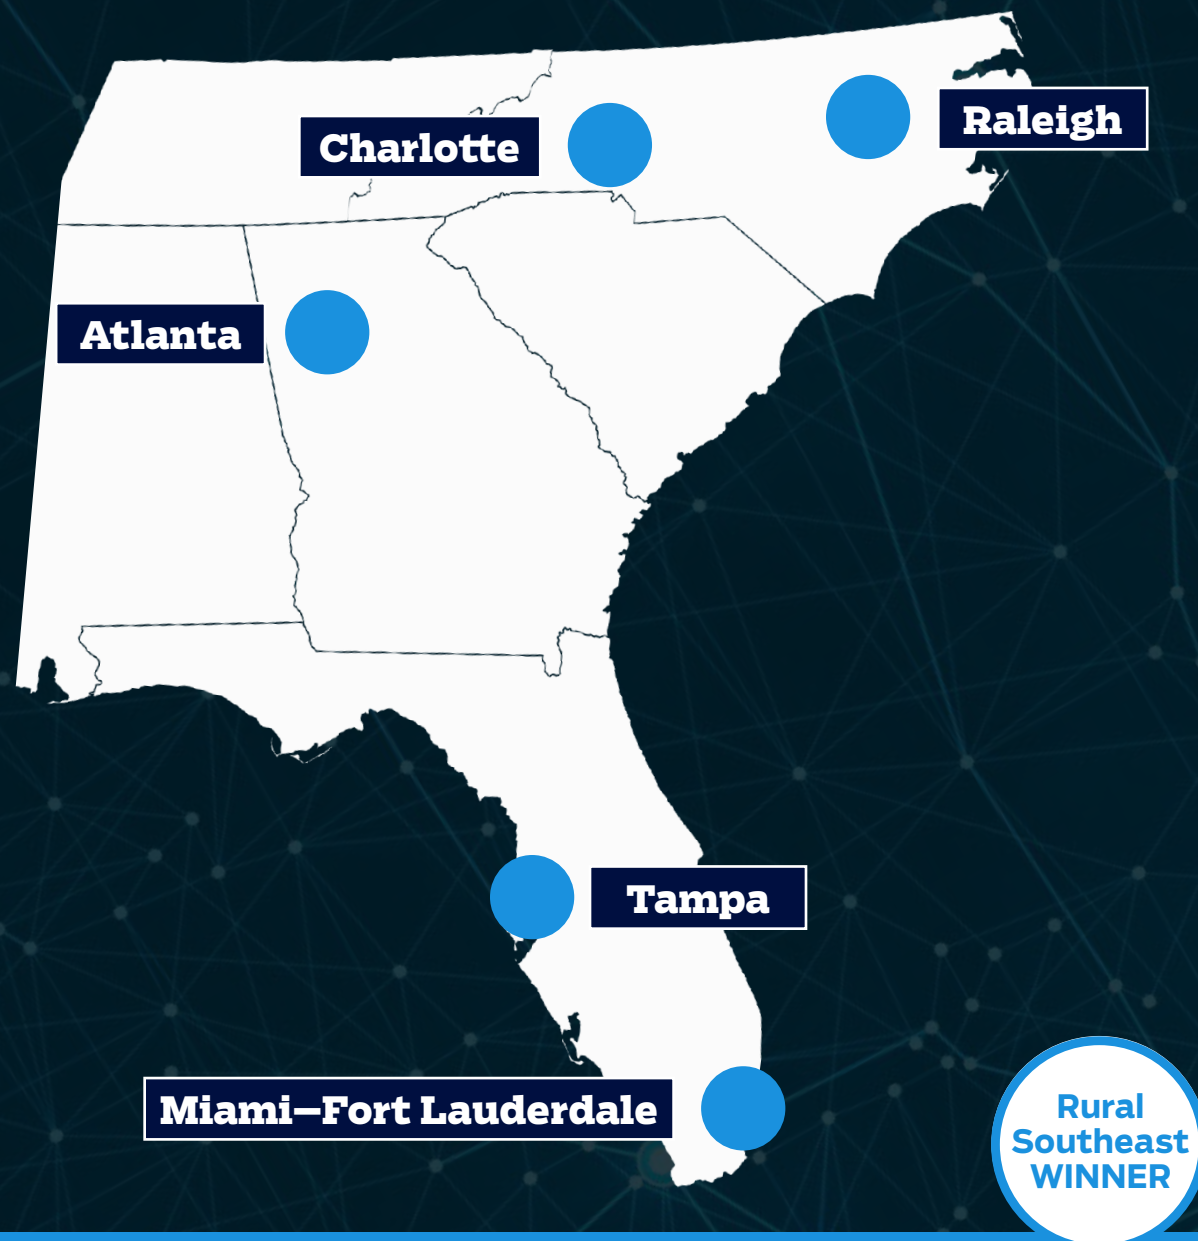 Raleigh
Charlotte
Atlanta
Tampa
Miami—Fort Lauderdale
Rural
Southeast
WINNER